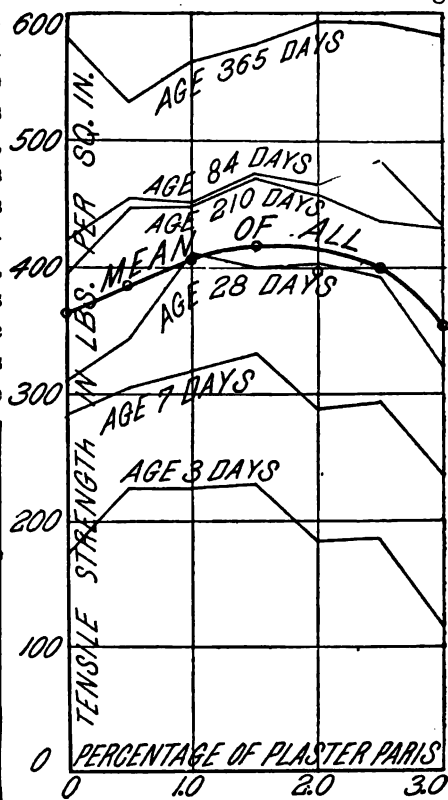 600
AGE 365 DAYS
500
AGE 84 DAYS
AGE 210 DAYS
MEAN OF ALL
400
AGE 28 DAYS
300
AGE 7 DAYS
AGE 3 DAYS
200
100
0
TENSILE STRENGTH IN LBS. PER SQ. IN.
PERCENTAGE OF PLASTER PARIS
0 1.0 2.0 3.0